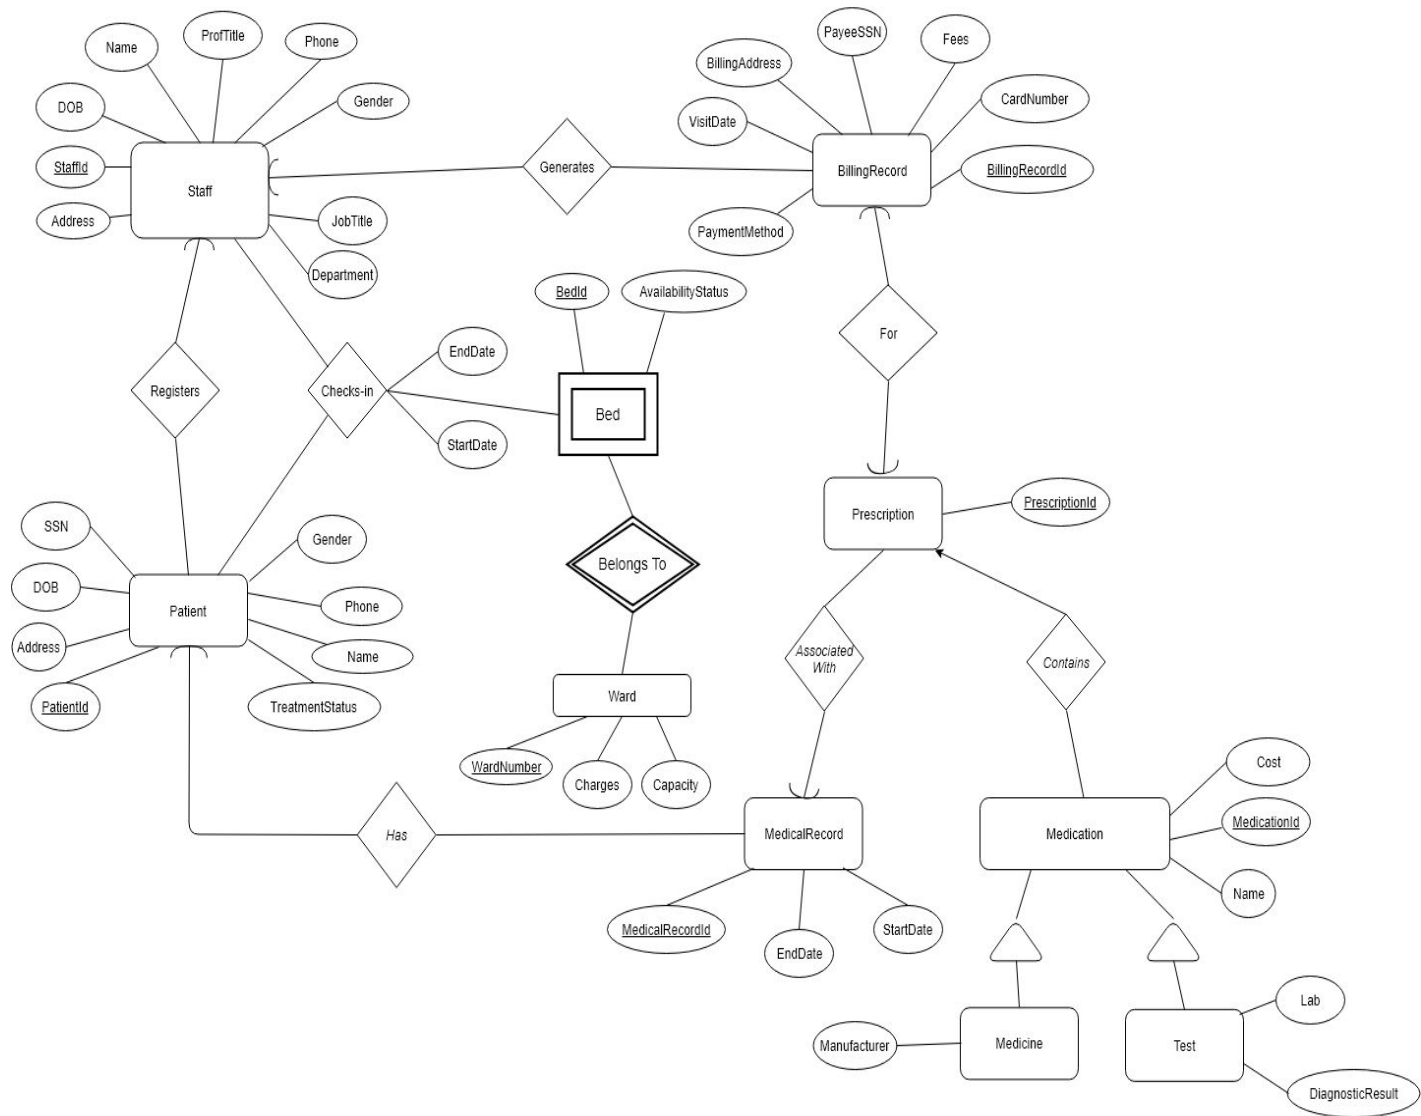 ProfTitle
Name
Phone
DOB
Gender
StaffId
Staff
Address
JobTitle
Department
Generates
PayeeSSN
Fees
BillingAddress
CardNumber
VisitDate
BillingRecord
BillingRecordId
PaymentMethod
BedId
AvailabilityStatus
For
EndDate
Registers
Checks-in
Bed
StartDate
SSN
Gender
DOB
Patient
Phone
Address
Name
PatientId
TreatmentStatus
Belongs To
Prescription
PrescriptionId
Associated
With
Contains
Ward
WardNumber
Charges
Capacity
Has
MedicalRecord
Medication
Cost
MedicationId
Name
MedicalRecordId
EndDate
StartDate
Manufacturer
Medicine
Test
Lab
DiagnosticResult